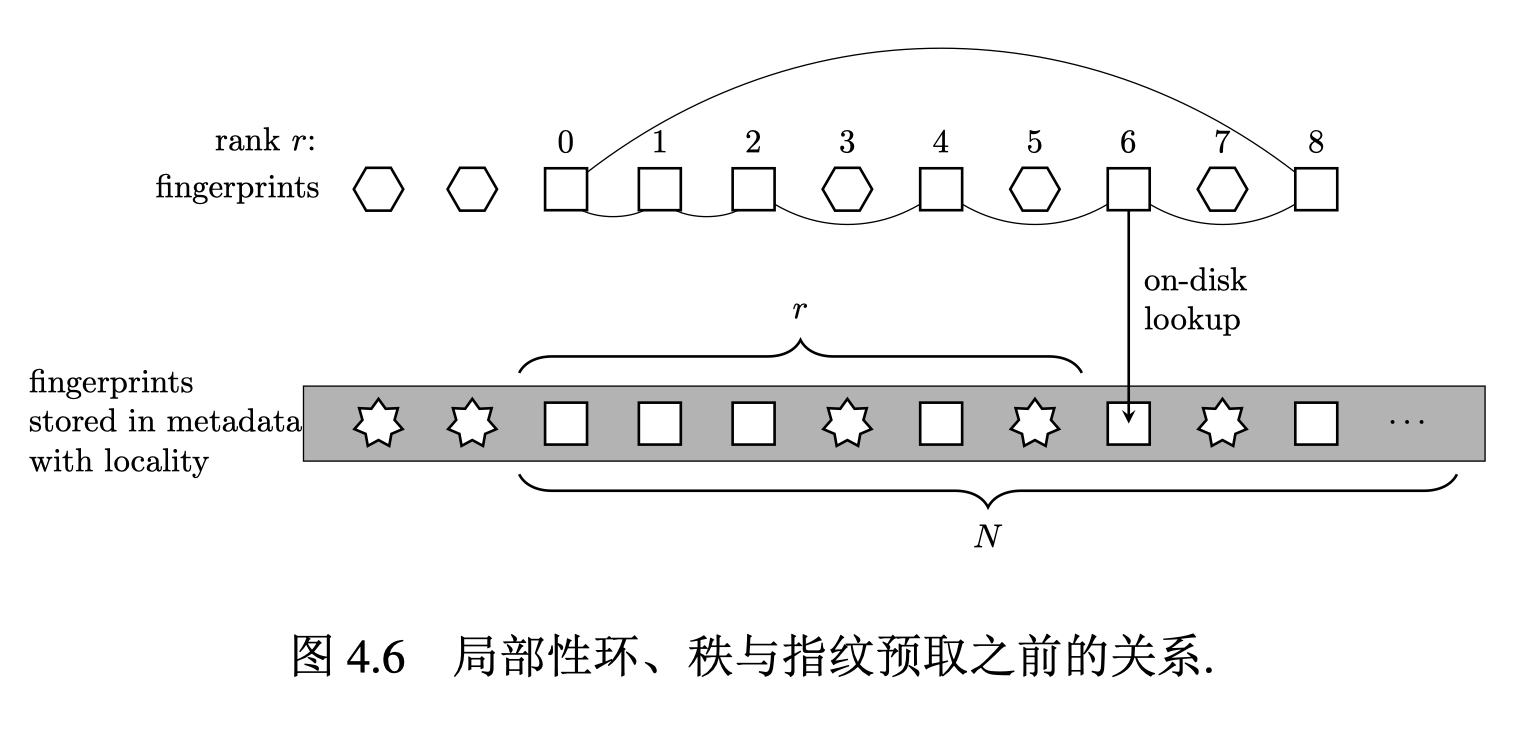 rank r:
0 1 2 3 4 5 6 7 8
fingerprints
on-disk
lookup
r
fingerprints
stored in metadata
with locality
···
N
图 4.6 局部性环、秩与指纹预取之前的关系.